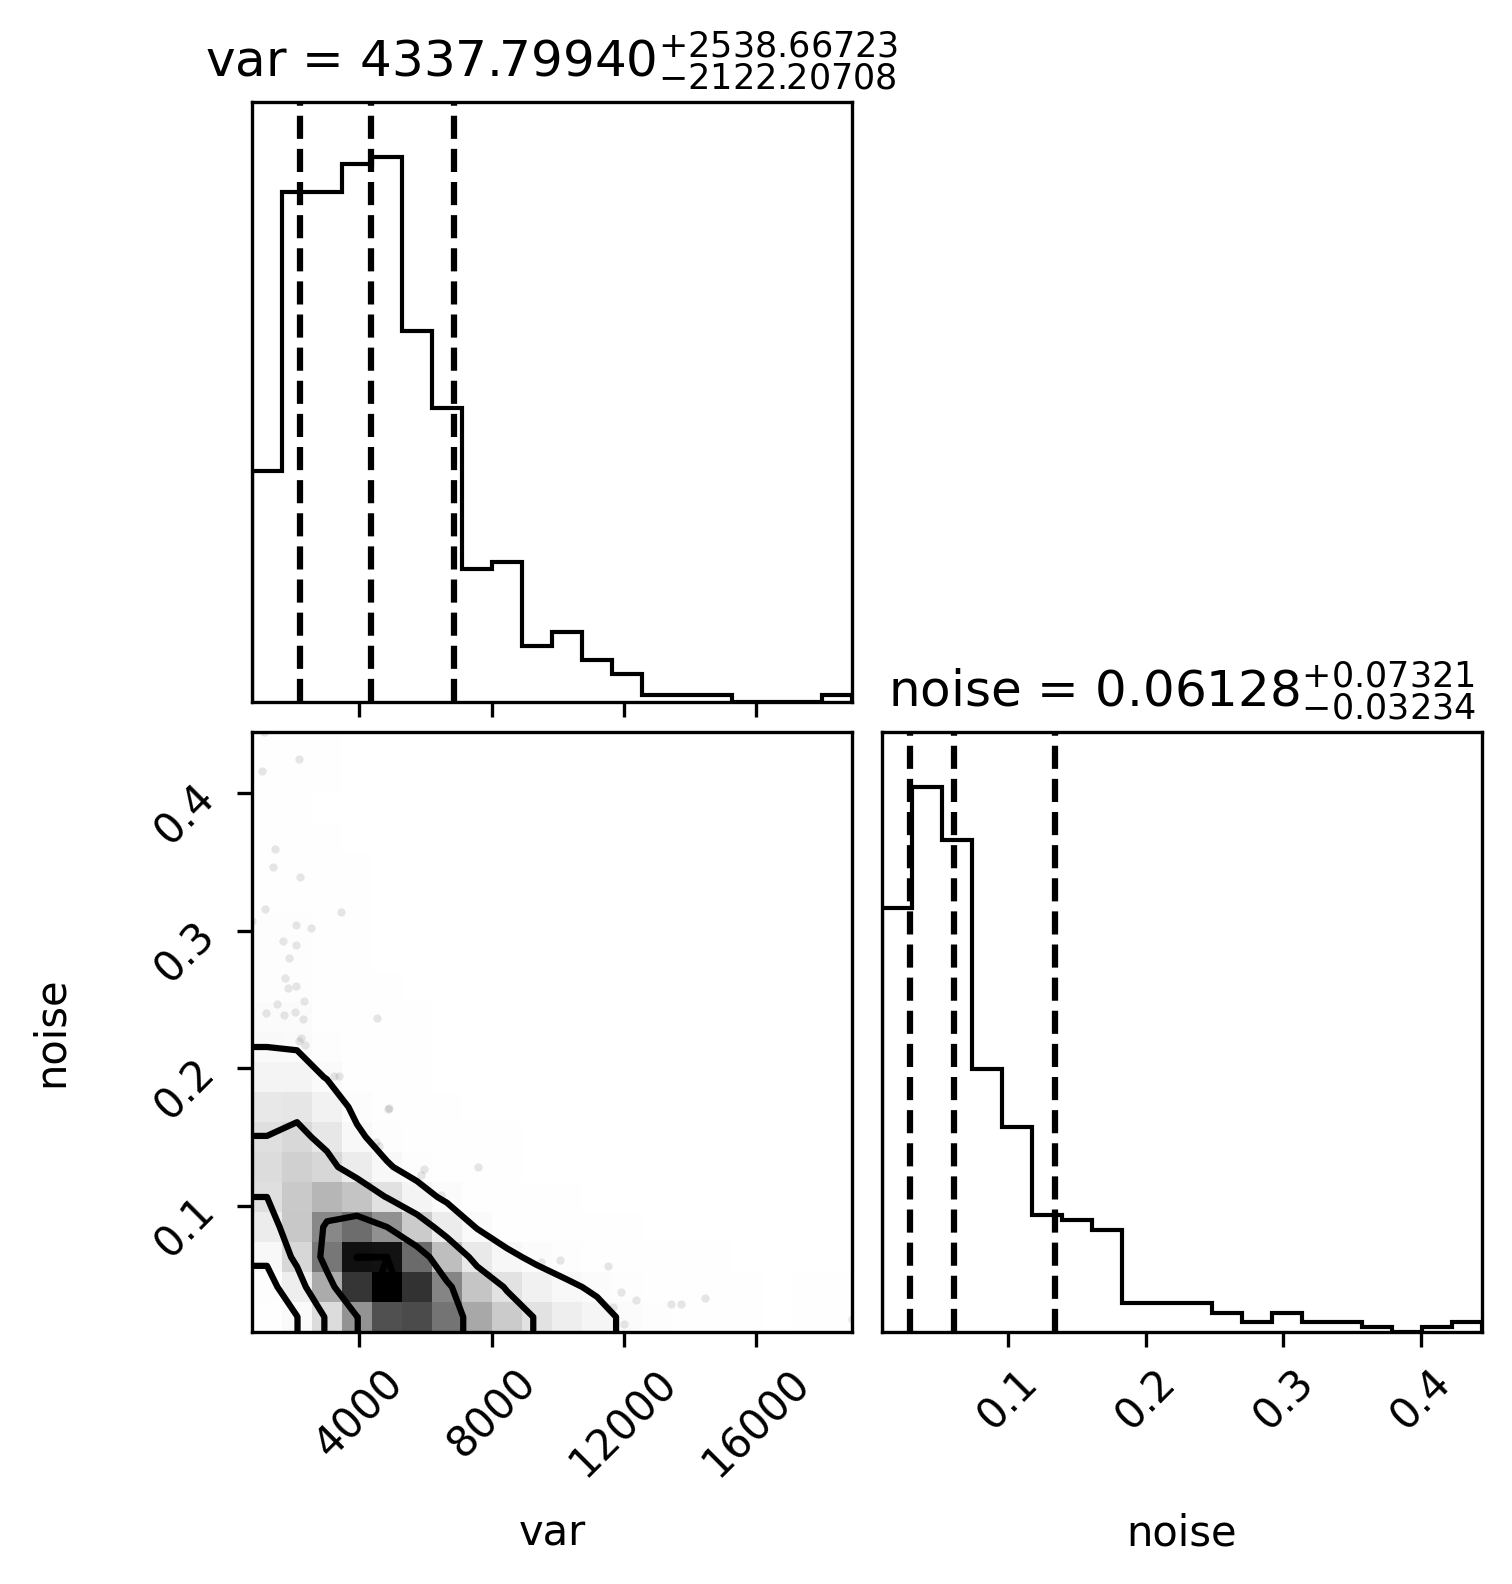 var = 4337.79940+2538.66723−2122.20708
noise = 0.06128+0.07321−0.03234
0.4
0.3
0.2
0.1
noise
4000 8000 12000 16000
0.1 0.2 0.3 0.4
var
noise